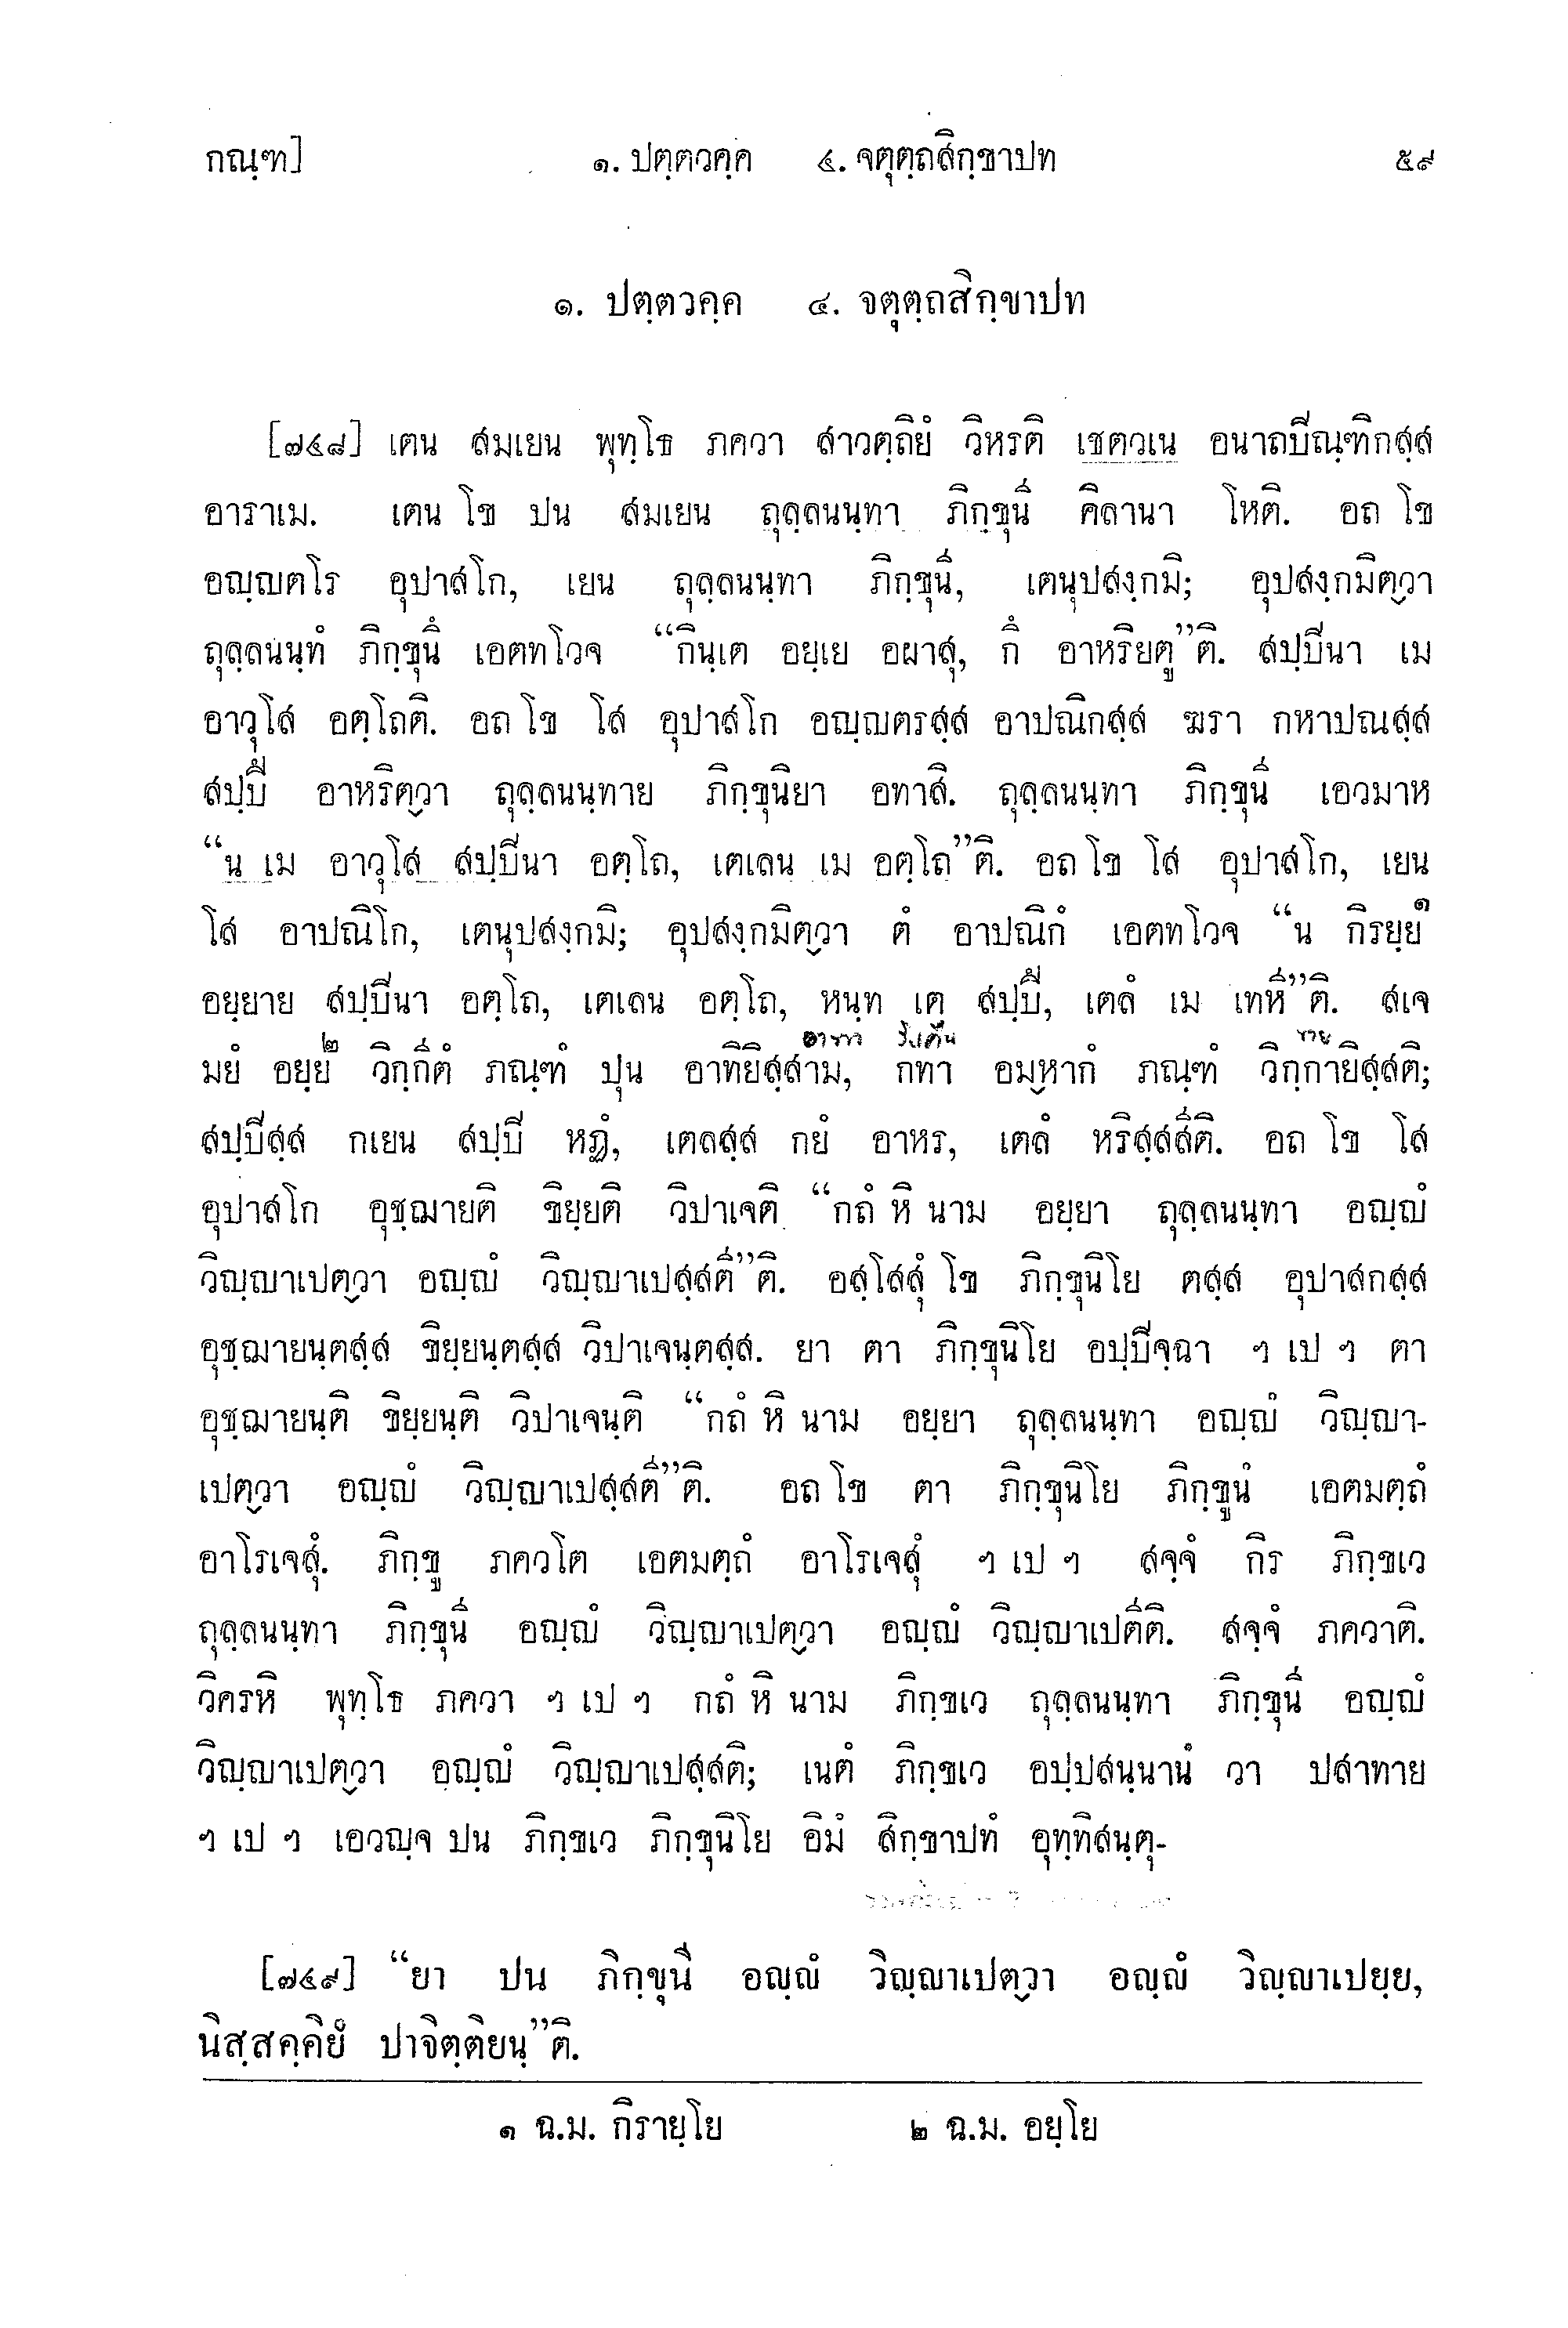 กณฺฑ] ๑. ปตฺตวคฺค ๔. จตุตฺถสิกฺขาปท ๕๙
๑. ปตฺตวคฺค ๔. จตุตฺถสิกฺขาปท
[๗๔๘] เตน สมเยน พุทฺโธ ภควา สาวตฺถิยํ วิหรติ เชตวเน อนาถปิณฺฑิกสฺส
อาราเม. เตน โข ปน สมเยน ถุลฺลนนฺทา ภิกฺขุนี คิลานา โหติ. อถ โข
อญฺญตโร อุปาสโก, เยน ถุลฺลนนฺทา ภิกฺขุนี, เตนุปสงฺกมิ; อุปสงฺกมิตฺวา
ถุลฺลนนฺทํ ภิกฺขุนึ เอตทโวจ “กินฺเต อยฺเย อผาสุ, กึ อาหริยตู”ติ. สปฺปินา เม
อาวุโส อตฺโถติ. อถ โข โส อุปาสโก อญฺญตรสฺส อาปณิกสฺส ฆรา กหาปณสฺส
สปฺปึ อาหริตฺวา ถุลฺลนนฺทาย ภิกฺขุนิยา อทาสิ. ถุลฺลนนฺทา ภิกฺขุนี เอวมาห
“น เม อาวุโส สปฺปินา อตฺโถ, เตเลน เม อตฺโถ”ติ. อถ โข โส อุปาสโก, เยน
โส อาปณิโก, เตนุปสงฺกมิ; อุปสงฺกมิตฺวา ตํ อาปณิกํ เอตทโวจ “น กิรยฺยํ๑
อยฺยาย สปฺปินา อตฺโถ, เตเลน อตฺโถ, หนฺท เต สปฺปึ, เตลํ เม เทหี”ติ. สเจ
มยํ อยฺยํ๒ วิกฺกีตํ ภณฺฑํ ปุน อาทิยิสฺสาม, กทา อมฺหากํ ภณฺฑํ วิกฺกายิสฺสติ;
สปฺปิสฺส กเยน สปฺปิ หฏํ, เตลสฺส กยํ อาหร, เตลํ หริสฺสสีติ. อถ โข โส
อุปาสโก อุชฺฌายติ ขิยฺยติ วิปาเจติ “กถํ หิ นาม อยฺยา ถุลฺลนนฺทา อญฺญํ
วิญฺญาเปตฺวา อญฺญํ วิญฺญาเปสฺสตี”ติ. อสฺโสสุํ โข ภิกฺขุนิโย ตสฺส อุปาสกสฺส
อุชฺฌายนฺตสฺส ขิยฺยนฺตสฺส วิปาเจนฺตสฺส. ยา ตา ภิกฺขุนิโย อปฺปิจฺฉา ฯ เป ฯ ตา
อุชฺฌายนฺติ ขิยฺยนฺติ วิปาเจนฺติ “กถํ หิ นาม อยฺยา ถุลฺลนนฺทา อญฺญํ วิญฺญา-
เปตฺวา อญฺญํ วิญฺญาเปสฺสตี”ติ. อถ โข ตา ภิกฺขุนิโย ภิกฺขูนํ เอตมตฺถํ
อาโรเจสุํ. ภิกฺขู ภควโต เอตมตฺถํ อาโรเจสุํ ฯ เป ฯ สจฺจํ กิร ภิกฺขเว
ถุลฺลนนฺทา ภิกฺขุนี อญฺญํ วิญฺญาเปตฺวา อญฺญํ วิญฺญาเปตีติ. สจฺจํ ภควาติ.
วิครหิ พุทฺโธ ภควา ฯ เป ฯ กถํ หิ นาม ภิกฺขเว ถุลฺลนนฺทา ภิกฺขุนี อญฺญํ
วิญฺญาเปตฺวา อญฺญํ วิญฺญาเปสฺสติ; เนตํ ภิกฺขเว อปฺปสนฺนานํ วา ปสาทาย
ฯ เป ฯ เอวญฺจ ปน ภิกฺขเว ภิกฺขุนิโย อิมํ สิกฺขาปทํ อุทฺทิสนฺตุ-
[๗๔๙] “ยา ปน ภิกฺขุนี อญฺญํ วิญฺญาเปตฺวา อญฺญํ วิญฺญาเปยฺย,
นิสฺสคฺคิยํ ปาจิตฺติยนฺ”ติ.
๑ ฉ.ม. กิรายฺโย ๒ ฉ.ม. อยฺโย